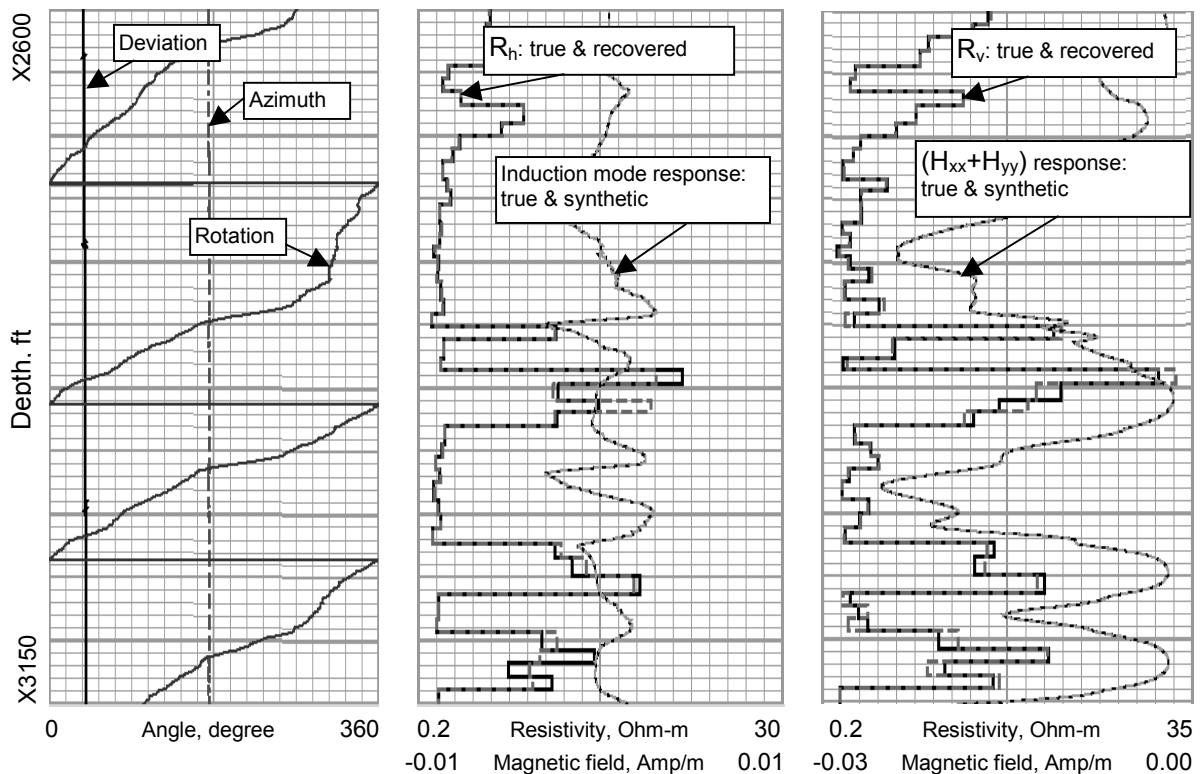 X2600
Depth. ft
X3150
Deviation
Azimuth
Rotation
0 Angle, degree 360
Rh: true & recovered
Induction mode response:
true & synthetic
0.2 Resistivity, Ohm-m 30
-0.01 Magnetic field, Amp/m 0.01
Rv: true & recovered
(Hxx+Hyy) response:
true & synthetic
0.2 Resistivity, Ohm-m 35
-0.03 Magnetic field, Amp/m 0.00